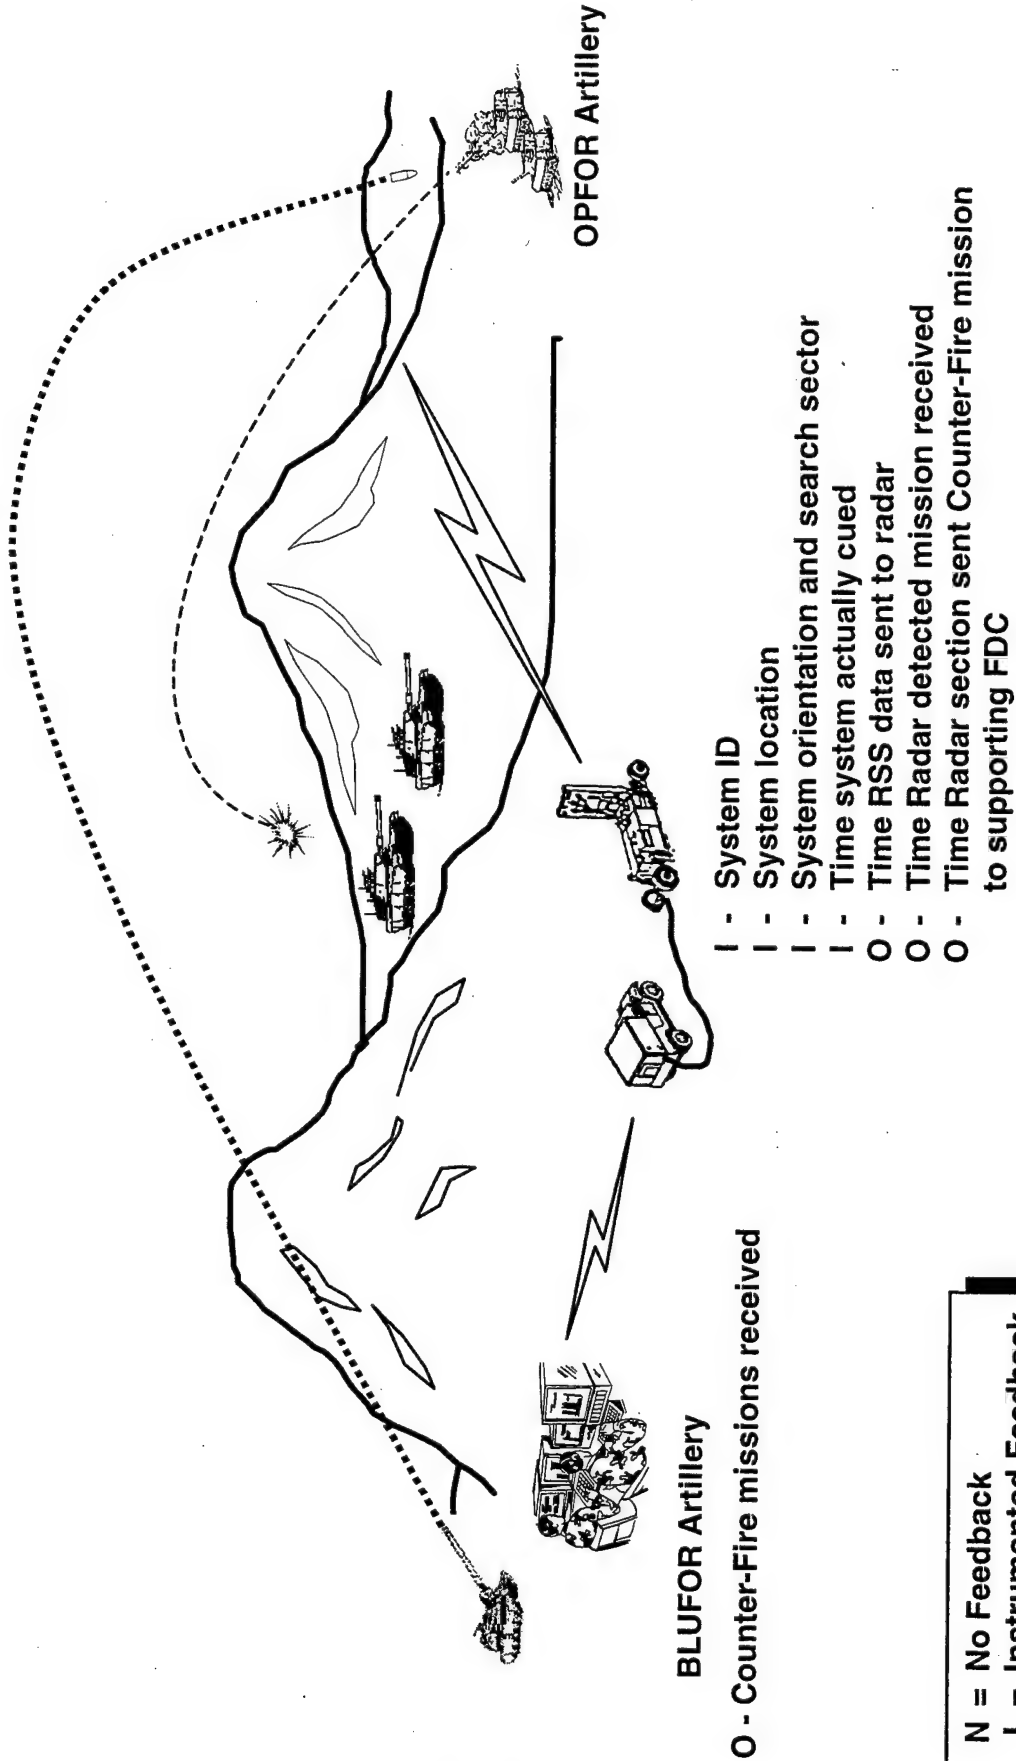 OPFOR Artillery
I - System ID
I - System location
I - System orientation and search sector
I - Time system actually cued
O - Time RSS data sent to radar
O - Time Radar detected mission received
O - Time Radar section sent Counter-Fire mission
to supporting FDC
BLUFOR Artillery
O - Counter-Fire missions received
N = No Feedback
I = Instrumented Feedback